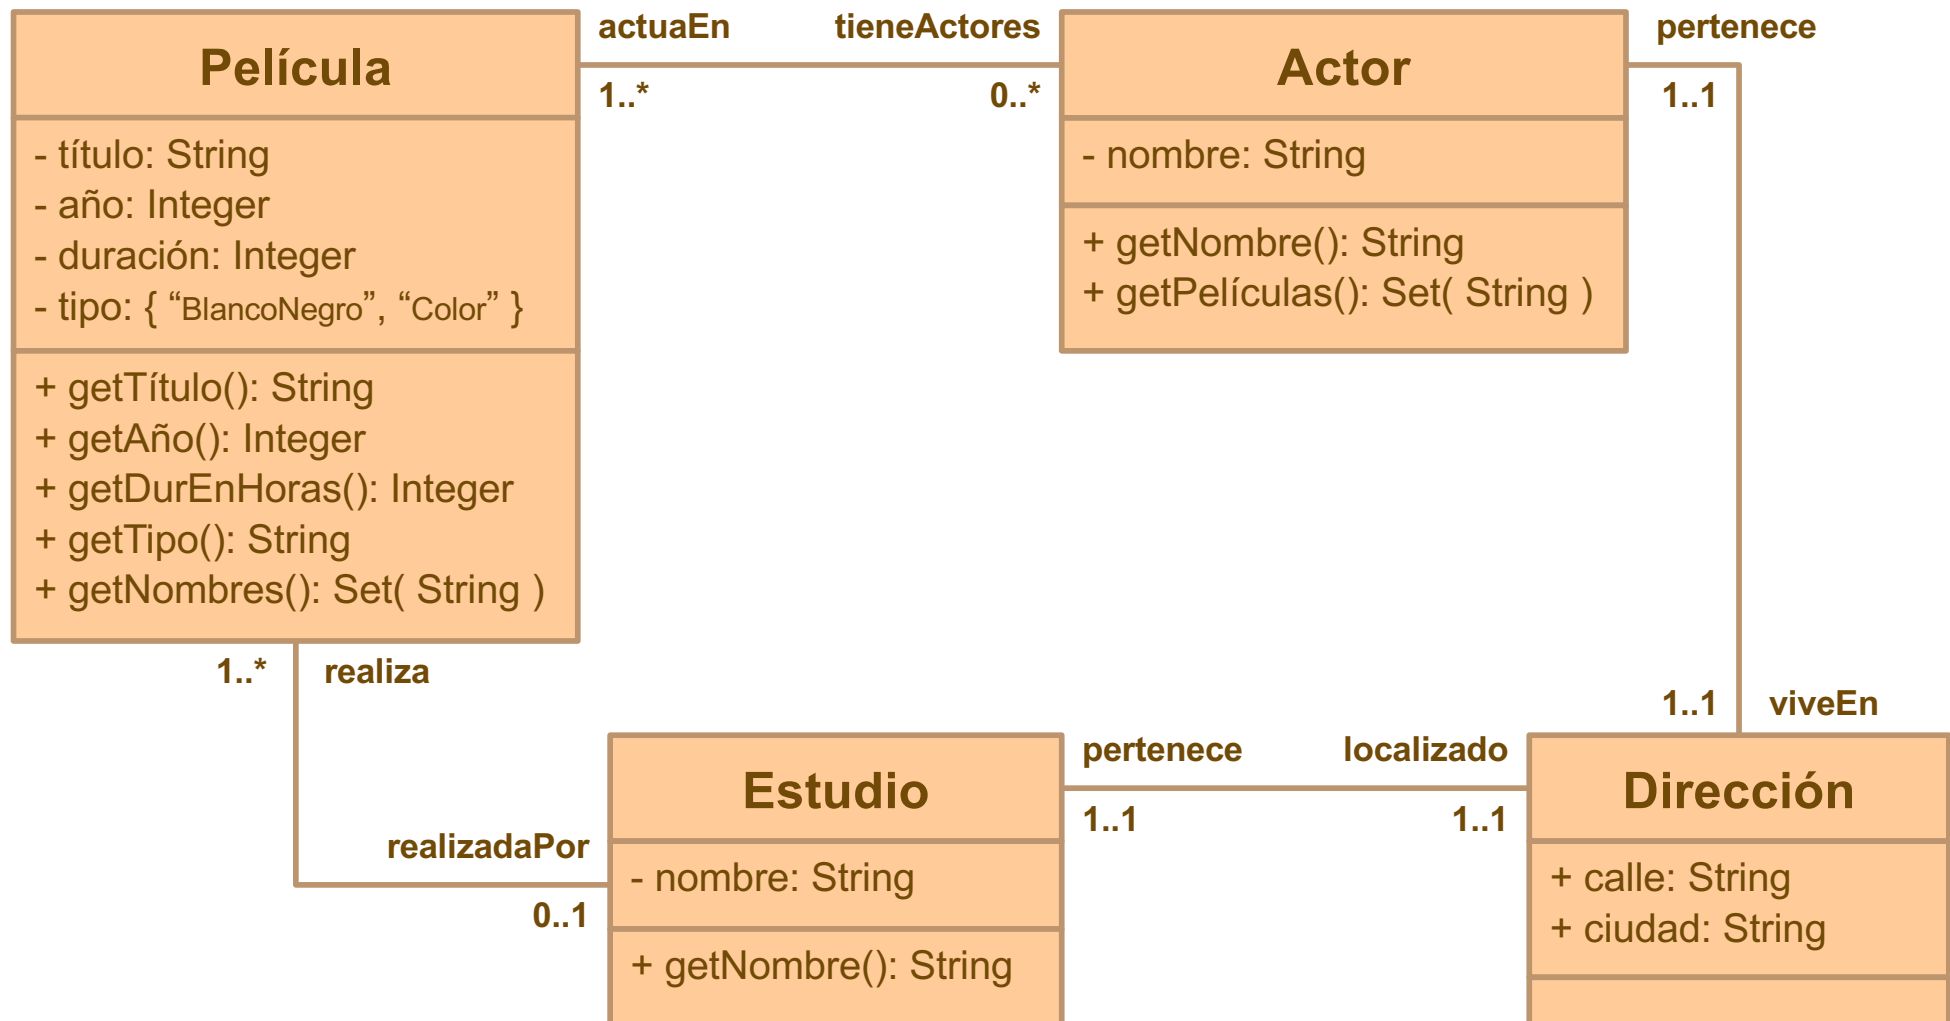 Película
- título: String
- año: Integer
- duración: Integer
- tipo: { “BlancoNegro”, “Color” }
+ getTítulo(): String
+ getAño(): Integer
+ getDurEnHoras(): Integer
+ getTipo(): String
+ getNombres(): Set( String )
actuaEn
1..*
tieneActores
0..*
Actor
- nombre: String
+ getNombre(): String
+ getPelículas(): Set( String )
pertenece
1..1
1..1
viveEn
1..*
realiza
realizadaPor
0..1
Estudio
- nombre: String
+ getNombre(): String
pertenece
1..1
localizado
1..1
Dirección
+ calle: String
+ ciudad: String